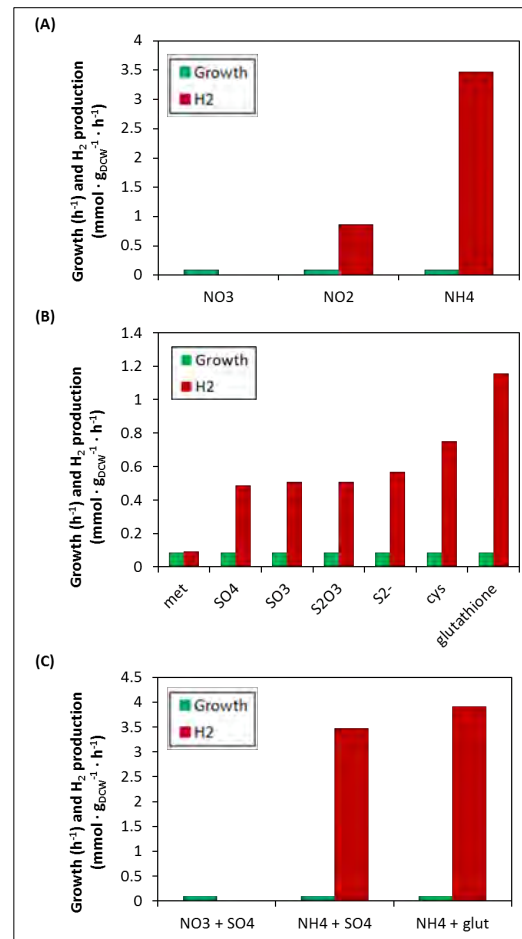 (A)
Growth (h⁻¹) and H₂ production
(mmol · g_DCW⁻¹ · h⁻¹)
4
3.5
3
2.5
2
1.5
1
0.5
0
Growth
H2
NO3 NO2 NH4
(B)
Growth (h⁻¹) and H₂ production
(mmol · g_DCW⁻¹ · h⁻¹)
1.4
1.2
1
0.8
0.6
0.4
0.2
0
Growth
H2
met SO4 SO3 S2O3 S2- cys glutathione
(C)
Growth (h⁻¹) and H₂ production
(mmol · g_DCW⁻¹ · h⁻¹)
4.5
4
3.5
3
2.5
2
1.5
1
0.5
0
Growth
H2
NO3 + SO4 NH4 + SO4 NH4 + glut